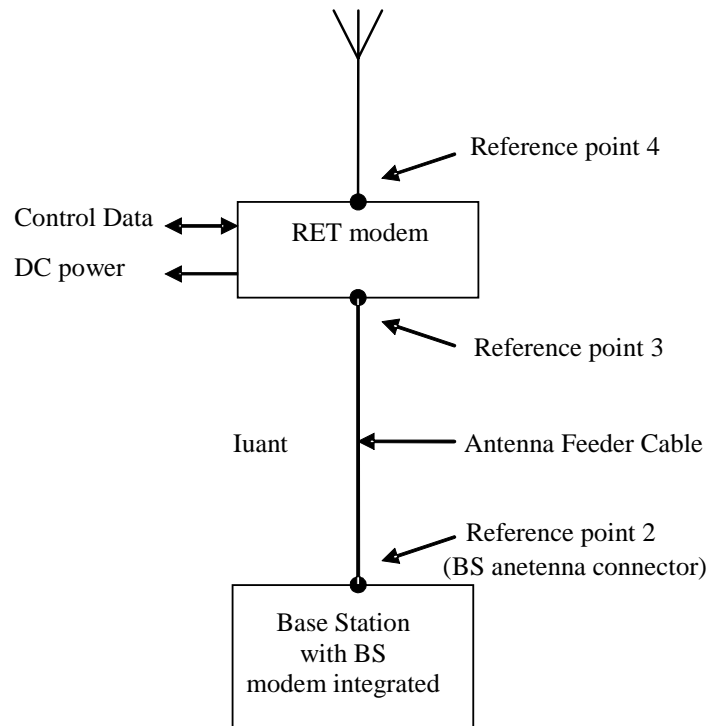 Reference point 4
Control Data
RET modem
DC power
Reference point 3
Iuant
Antenna Feeder Cable
Reference point 2
(BS anetenna connector)
Base Station
with BS
modem integrated